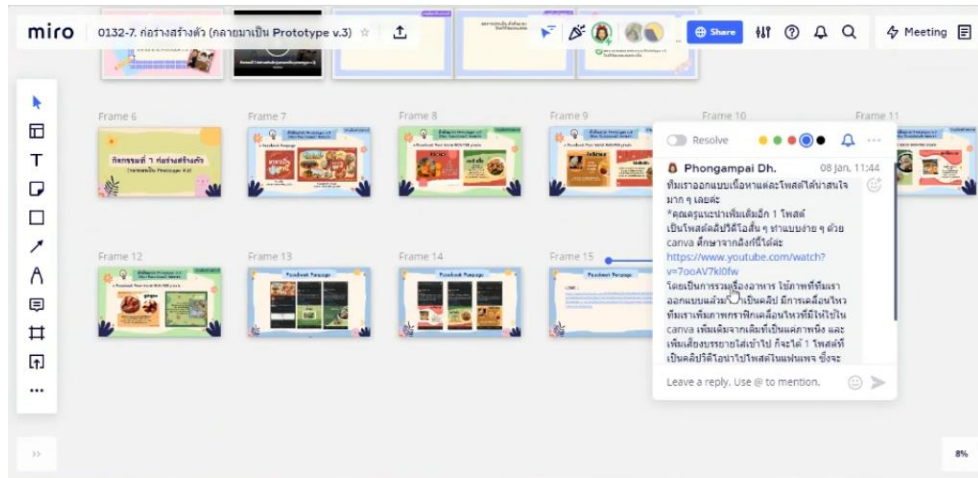 miro
0132-7. ก่อร่างสร้างตัว (กลายมาเป็น Prototype v.3)
Share
Meeting
Frame 6
Frame 7
Frame 8
Frame 9
Frame 10
Frame 11
กิจกรรมที่ 7 ก่อร่างสร้างตัว
(กลายมาเป็น Prototype V.3)
Resolve
Phongampai Dh.
08 Jan, 11:44
ทีมเราออกแบบเนื้อหาแต่ละโพสต์ได้น่าสนใจ
มาก ๆ เลยค่ะ
*คุณครูแนะนำเพิ่มเติมอีก 1 โพสต์
เป็นโพสต์คลิปวิดีโอสั้น ๆ ทำแบบง่าย ๆ ด้วย
canva ศึกษาจากลิงก์นี้ได้ค่ะ
https://www.youtube.com/watch?
v=7ooAV7kl0fw
โดยเป็นการรวมเรื่องอาหาร ใช้ภาพที่ทีมเรา
ออกแบบแล้วมาเป็นคลิป มีการเคลื่อนไหว
ทีมเราเพิ่มภาพกราฟิกเคลื่อนไหวที่มีให้ใช้ใน
canva เพิ่มเติมจากเดิมที่เป็นแค่ภาพนิ่ง และ
เพิ่มเสียงบรรยายใส่เข้าไป ก็จะได้ 1 โพสต์ที่
เป็นคลิปวิดีโอนำไปโพสต์ในแฟนเพจ ซึ่งจะ
Leave a reply. Use @ to mention.
Frame 12
Frame 13
Frame 14
Frame 15
Facebook Fanpage
Facebook Fanpage
Facebook Fanpage
8%